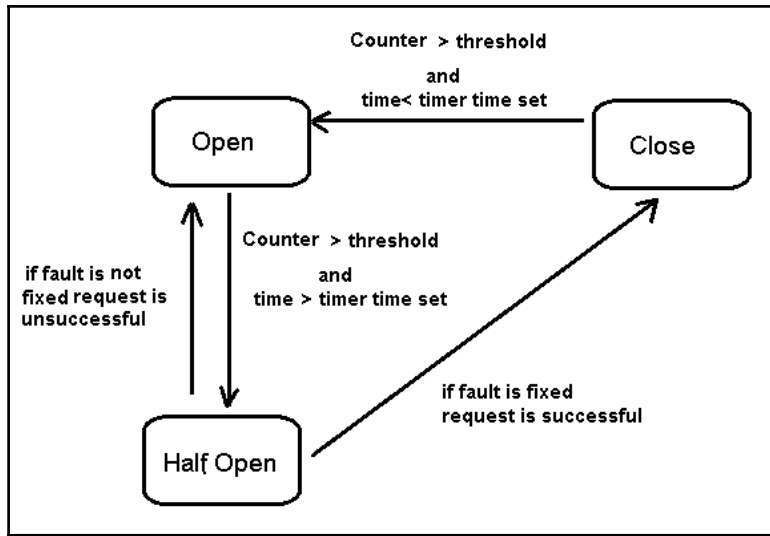 Counter > threshold
and
time< timer time set
Open
Close
Counter > threshold
and
time > timer time set
if fault is not
fixed request is
unsuccessful
if fault is fixed
request is successful
Half Open